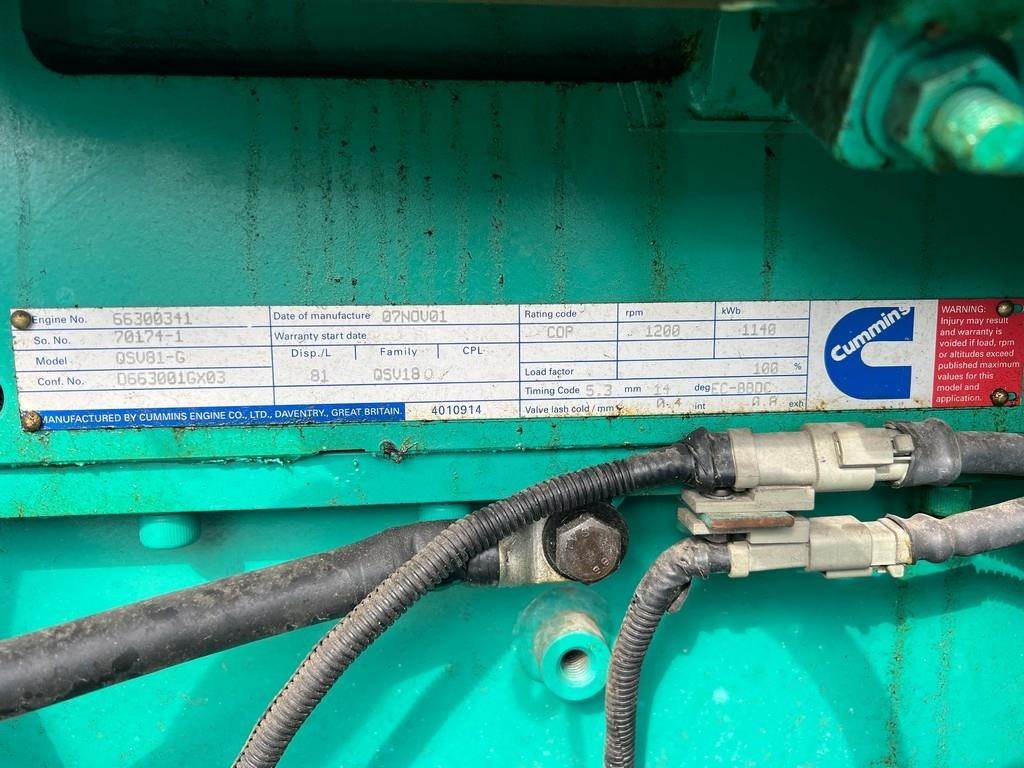 Engine No. 66300341
So. No. 70174-1
Model QSV81-G
Conf. No. D663001GX03
MANUFACTURED BY CUMMINS ENGINE CO., LTD., DAVENTRY, GREAT BRITAIN. 4010914
Date of manufacture 07NOV01
Warranty start date
Disp./L Family CPL
81 QSV18
Rating code rpm kWb
COP 1200 1140
Load factor 100 %
Timing Code 5.3 mm 14 deg
Valve lash cold / mm 0.4 int 0.8 exh
Cummins
WARNING:
Injury may result
and warranty is
voided if load, rpm
or altitudes exceed
published maximum
values for this
model and
application.